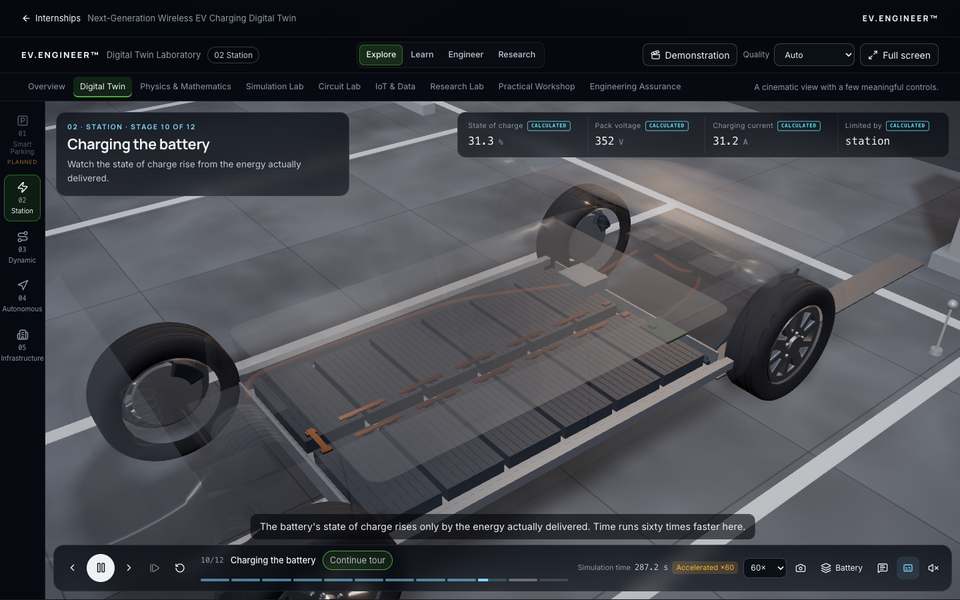 Internships Next-Generation Wireless EV Charging Digital Twin EV.ENGINEER™
EV.ENGINEER™ Digital Twin Laboratory 02 Station Explore Learn Engineer Research Demonstration Quality Auto Full screen
Overview Digital Twin Physics & Mathematics Simulation Lab Circuit Lab IoT & Data Research Lab Practical Workshop Engineering Assurance A cinematic view with a few meaningful controls.
01
Smart
Parking
PLANNED
02
Station
03
Dynamic
04
Autonomous
05
Infrastructure
02 · STATION · STAGE 10 OF 12
Charging the battery
Watch the state of charge rise from the energy actually
delivered.
State of charge CALCULATED
31.3 %
Pack voltage CALCULATED
352 V
Charging current CALCULATED
31.2 A
Limited by CALCULATED
station
The battery's state of charge rises only by the energy actually delivered. Time runs sixty times faster here.
10/12 Charging the battery Continue tour
Simulation time 287.2 s Accelerated ×60 60× Battery